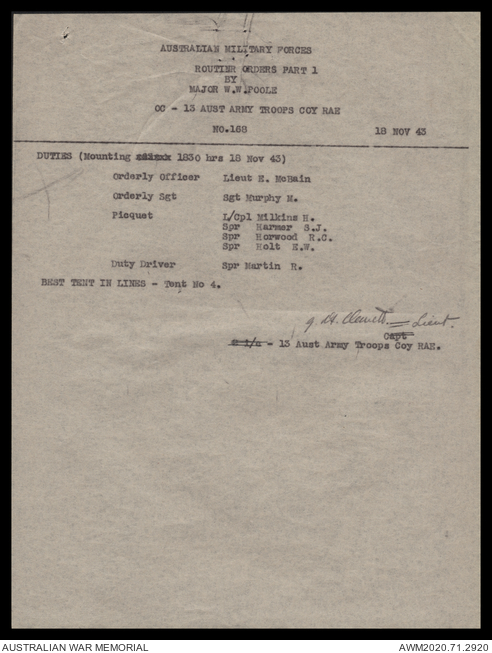 AUSTRALIAN MILITARY FORCES
ROUTINE ORDERS PART 1
BY
MAJOR W.W.POOLE
OC - 13 AUST ARMY TROOPS COY RAE
NO.168 18 NOV 43
DUTIES (Mounting 1830 hrs 18 Nov 43)
Orderly Officer Lieut E. McBain
Orderly Sgt Sgt Murphy M.
Picquet L/Cpl Milkins H.
Spr Harmer S.J.
Spr Horwood R.C.
Spr Holt E.W.
Duty Driver Spr Martin R.
BEST TENT IN LINES - Tent No 4.
Lieut.
Capt
2 i/c - 13 Aust Army Troops Coy RAE.
AUSTRALIAN WAR MEMORIAL AWM2020.71.2920